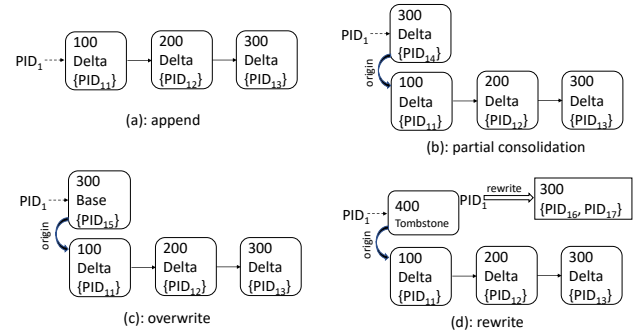 PID₁
100
Delta
{PID₁₁}
200
Delta
{PID₁₂}
300
Delta
{PID₁₃}
(a): append
PID₁
300
Delta
{PID₁₄}
origin
100
Delta
{PID₁₁}
200
Delta
{PID₁₂}
300
Delta
{PID₁₃}
(b): partial consolidation
PID₁
300
Base
{PID₁₅}
origin
100
Delta
{PID₁₁}
200
Delta
{PID₁₂}
300
Delta
{PID₁₃}
(c): overwrite
PID₁
400
Tombstone
PID₁
rewrite
300
{PID₁₆, PID₁₇}
origin
100
Delta
{PID₁₁}
200
Delta
{PID₁₂}
300
Delta
{PID₁₃}
(d): rewrite